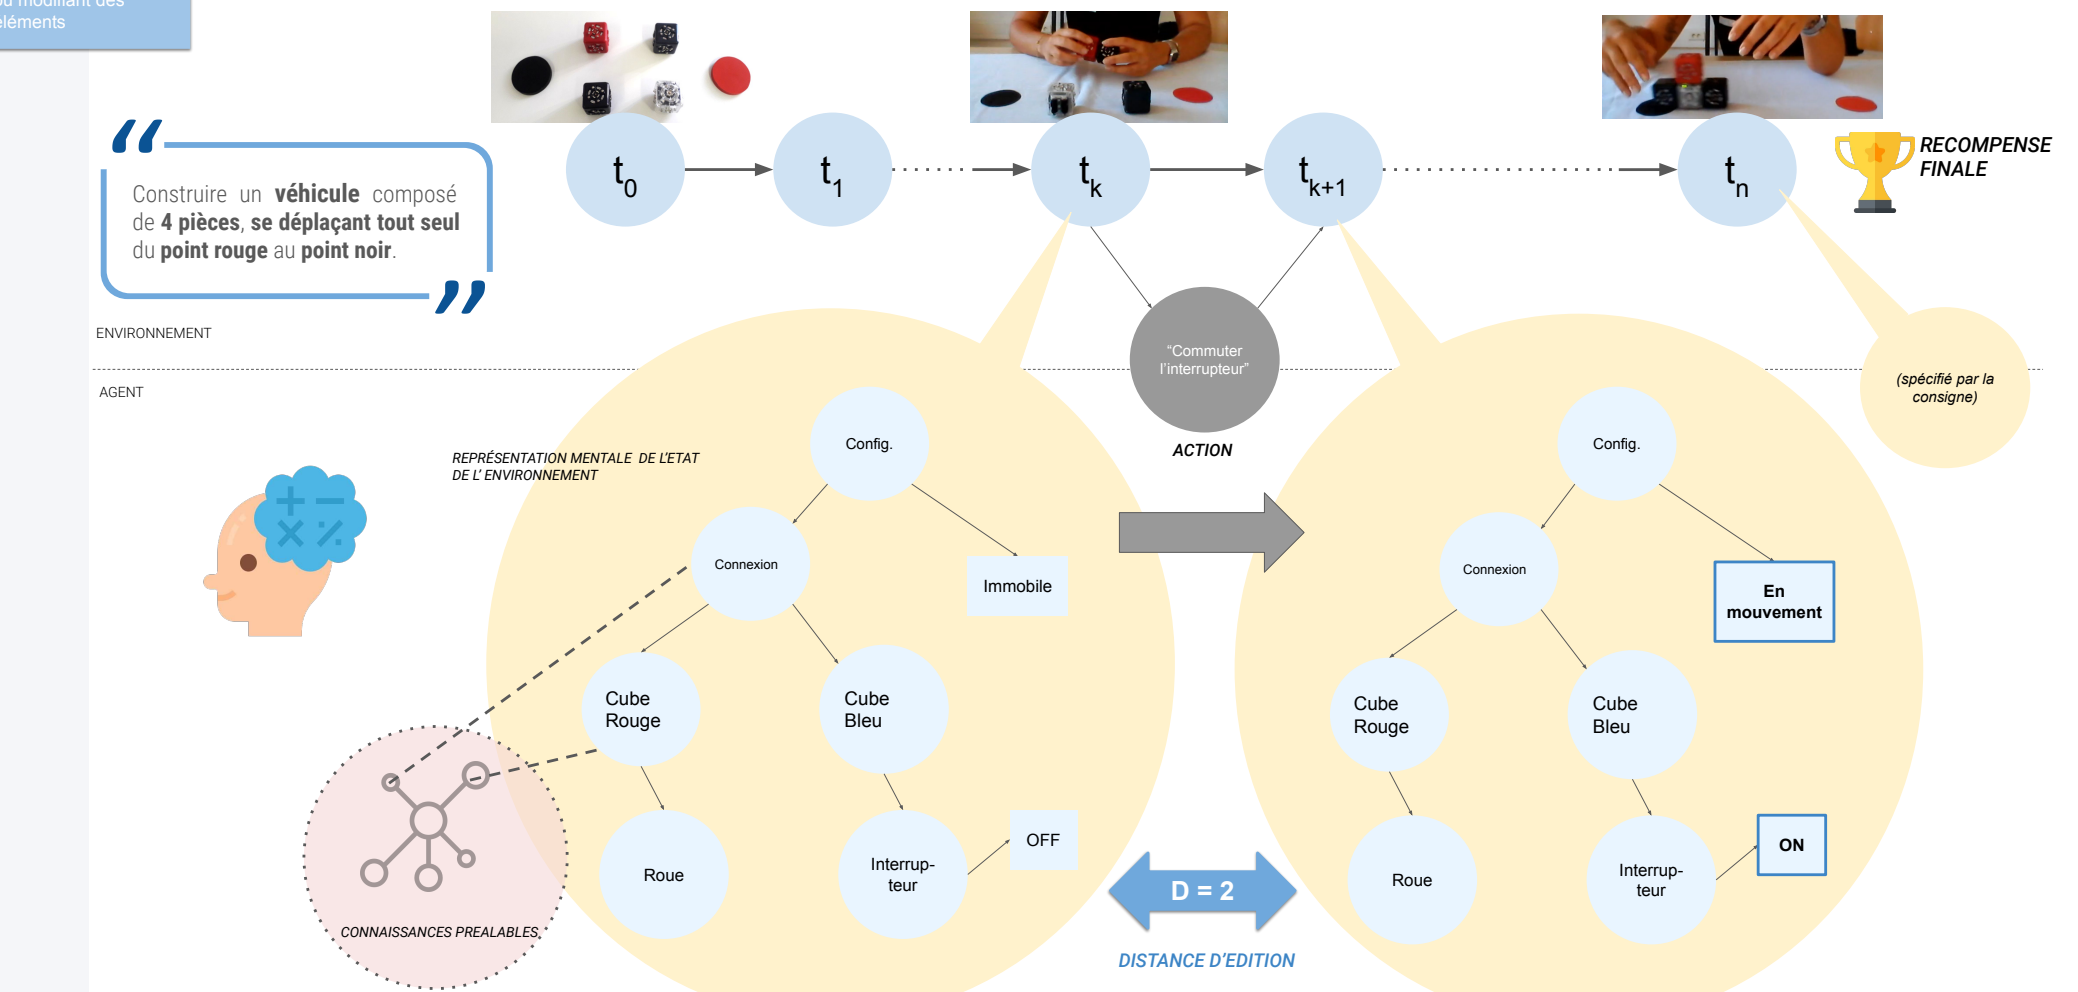 ou modifiant des
éléments
“
Construire un véhicule composé
de 4 pièces, se déplaçant tout seul
du point rouge au point noir.
”
t0
t1
tk
tk+1
tn
RECOMPENSE
FINALE
ENVIRONNEMENT
AGENT
“Commuter
l’interrupteur”
ACTION
(spécifié par la
consigne)
REPRÉSENTATION MENTALE DE L’ETAT
DE L’ ENVIRONNEMENT
Config.
Connexion
Immobile
Cube
Rouge
Cube
Bleu
Roue
Interrup-
teur
OFF
Config.
Connexion
En
mouvement
Cube
Rouge
Cube
Bleu
Roue
Interrup-
teur
ON
CONNAISSANCES PREALABLES
D = 2
DISTANCE D’EDITION